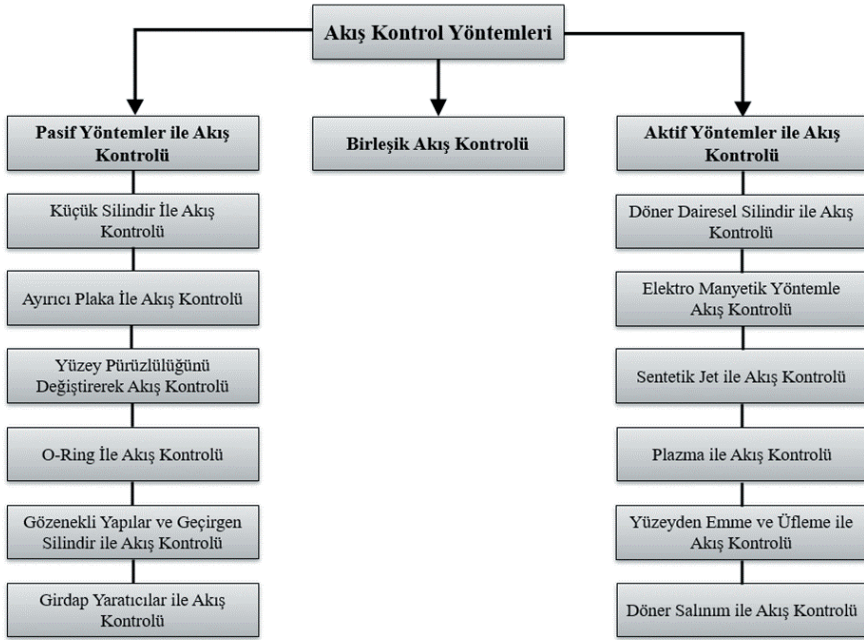 Akış Kontrol Yöntemleri
Pasif Yöntemler ile Akış
Kontrolü
Küçük Silindir İle Akış
Kontrolü
Ayırıcı Plaka İle Akış Kontrolü
Yüzey Pürüzlülüğünü
Değiştirerek Akış Kontrolü
O-Ring İle Akış Kontrolü
Gözenekli Yapılar ve Geçirgen
Silindir ile Akış Kontrolü
Girdap Yaratıcılar ile Akış
Kontrolü
Birleşik Akış Kontrolü
Aktif Yöntemler ile Akış
Kontrolü
Döner Dairesel Silindir ile Akış
Kontrolü
Elektro Manyetik Yöntemle
Akış Kontrolü
Sentetik Jet ile Akış Kontrolü
Plazma ile Akış Kontrolü
Yüzeyden Emme ve Üfleme ile
Akış Kontrolü
Döner Salınım ile Akış Kontrolü